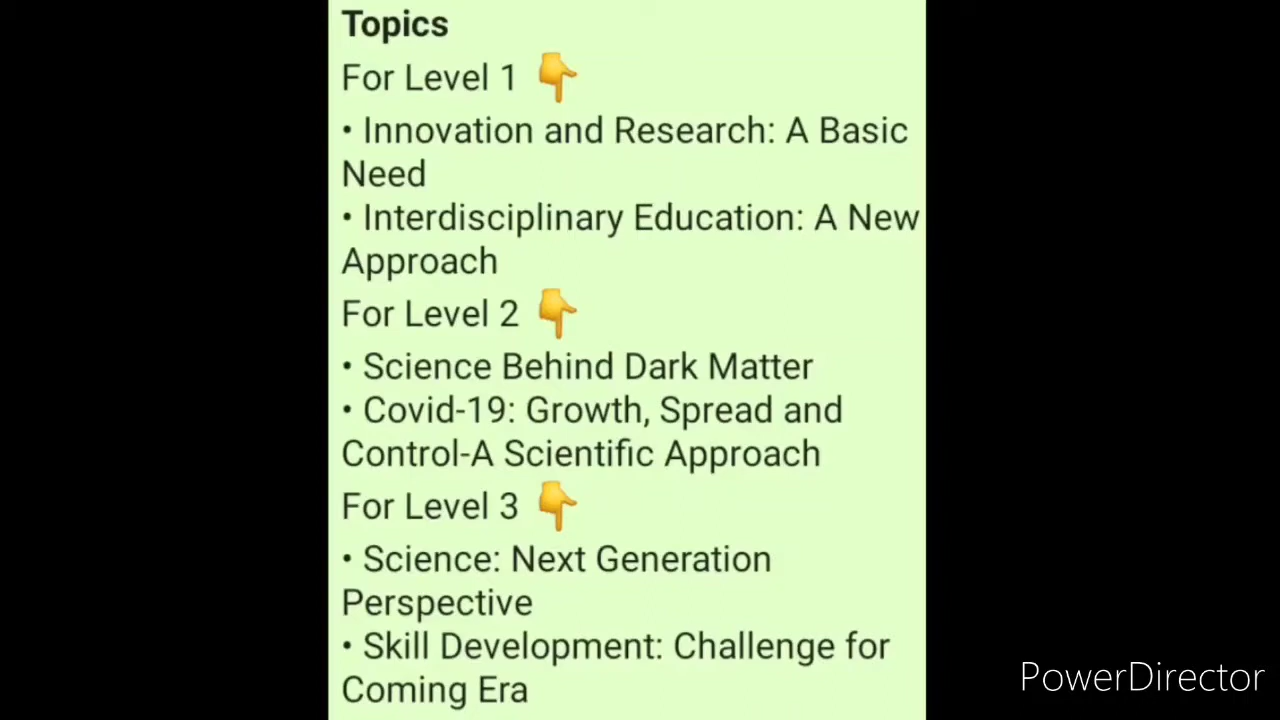 Topics
For Level 1 👇
• Innovation and Research: A Basic
Need
• Interdisciplinary Education: A New
Approach
For Level 2 👇
• Science Behind Dark Matter
• Covid-19: Growth, Spread and
Control-A Scientific Approach
For Level 3 👇
• Science: Next Generation
Perspective
• Skill Development: Challenge for
Coming Era
PowerDirector